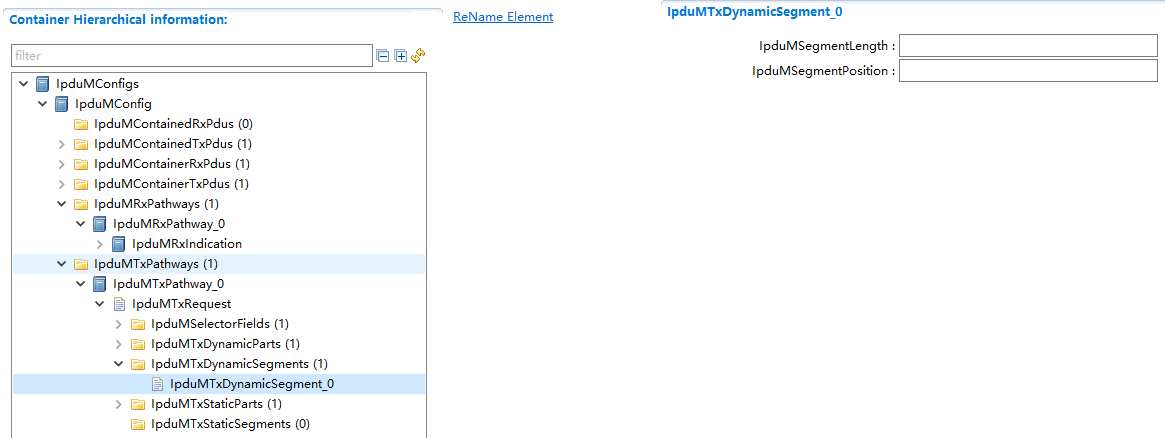 Container Hierarchical information:
filter
IpduMConfigs
IpduMConfig
IpduMContainedRxPdus (0)
IpduMContainedTxPdus (1)
IpduMContainerRxPdus (1)
IpduMContainerTxPdus (1)
IpduMRxPathways (1)
IpduMRxPathway_0
IpduMRxIndication
IpduMTxPathways (1)
IpduMTxPathway_0
IpduMTxRequest
IpduMSelectorFields (1)
IpduMTxDynamicParts (1)
IpduMTxDynamicSegments (1)
IpduMTxDynamicSegment_0
IpduMTxStaticParts (1)
IpduMTxStaticSegments (0)
ReName Element
IpduMTxDynamicSegment_0
IpduMSegmentLength :
IpduMSegmentPosition :